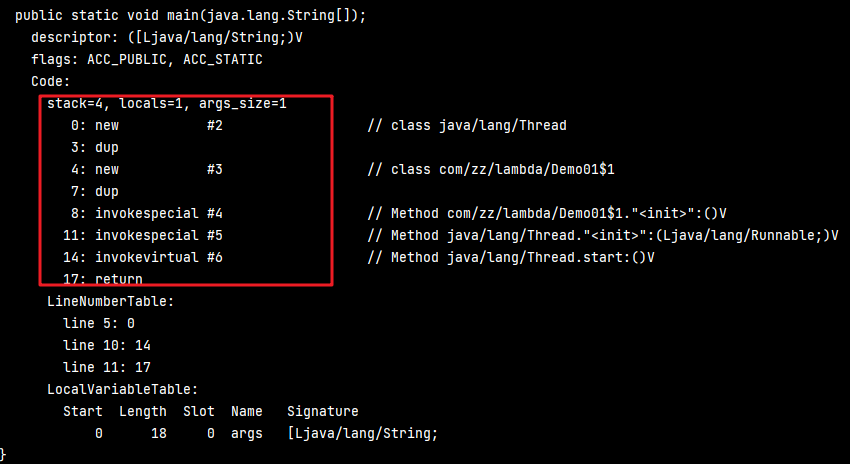 public static void main(java.lang.String[]);
descriptor: ([Ljava/lang/String;)V
flags: ACC_PUBLIC, ACC_STATIC
Code:
stack=4, locals=1, args_size=1
0: new #2 // class java/lang/Thread
3: dup
4: new #3 // class com/zz/lambda/Demo01$1
7: dup
8: invokespecial #4 // Method com/zz/lambda/Demo01$1."<init>":()V
11: invokespecial #5 // Method java/lang/Thread."<init>":(Ljava/lang/Runnable;)V
14: invokevirtual #6 // Method java/lang/Thread.start:()V
17: return
LineNumberTable:
line 5: 0
line 10: 14
line 11: 17
LocalVariableTable:
Start Length Slot Name Signature
0 18 0 args [Ljava/lang/String;
}